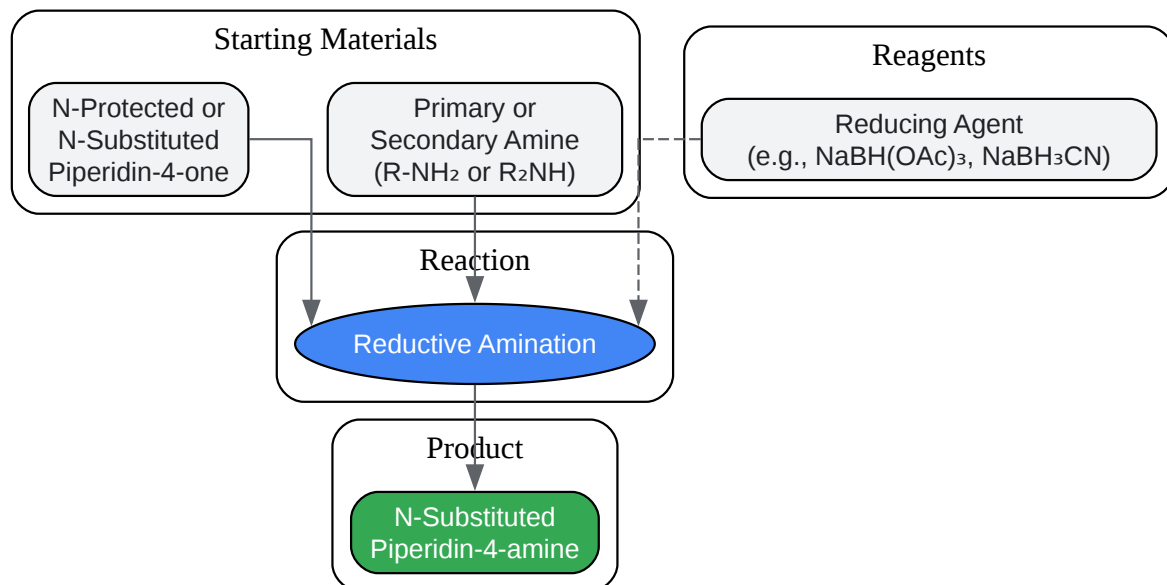 Starting Materials
N-Protected or
N-Substituted
Piperidin-4-one
Primary or
Secondary Amine
(R-NH₂ or R₂NH)
Reagents
Reducing Agent
(e.g., NaBH(OAc)₃, NaBH₃CN)
Reaction
Reductive Amination
Product
N-Substituted
Piperidin-4-amine